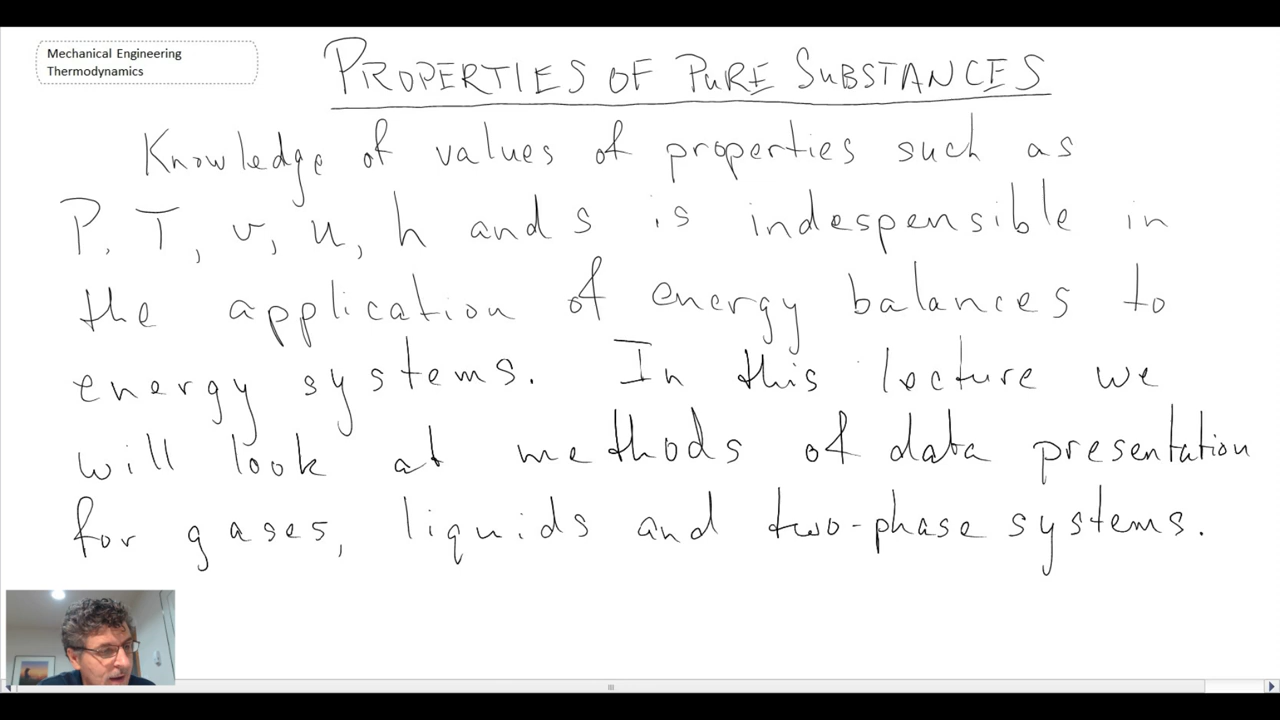 Mechanical Engineering
Thermodynamics
PROPERTIES OF PURE SUBSTANCES
Knowledge of values of properties such as
P, T, v, u, h and s is indespensible in
the application of energy balances to
energy systems. In this lecture we
will look at methods of data presentation
for gases, liquids and two-phase systems.